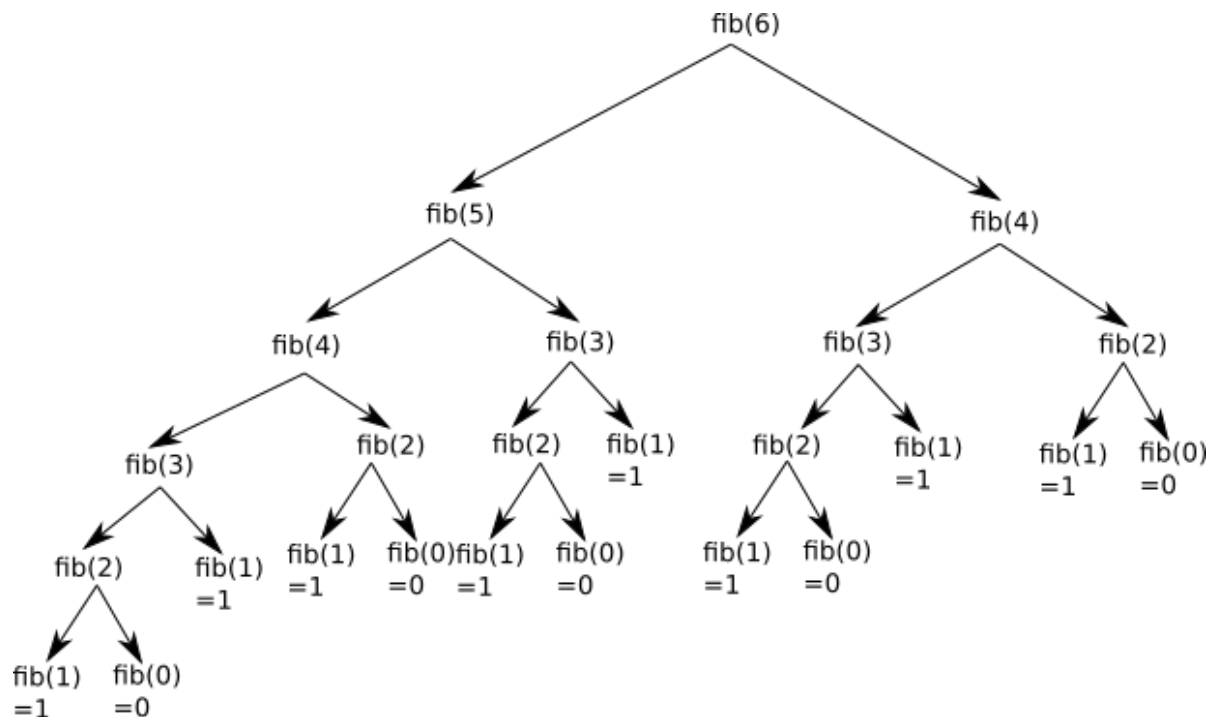 fib(6)
fib(5)
fib(4)
fib(4)
fib(3)
fib(3)
fib(2)
fib(3)
fib(2)
fib(2)
fib(1)
=1
fib(2)
fib(1)
=1
fib(1)
=1
fib(0)
=0
fib(2)
fib(1)
=1
fib(1)
=1
fib(0)
=0
fib(1)
=1
fib(0)
=0
fib(1)
=1
fib(0)
=0
fib(1)
=1
fib(0)
=0